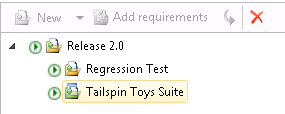 New Add requirements
Release 2.0
Regression Test
Tailspin Toys Suite